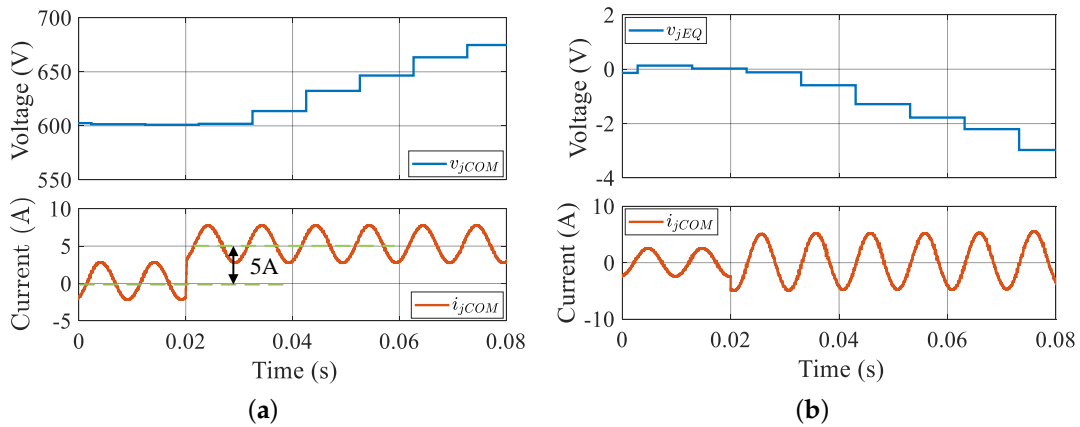 700
650
600
550
Voltage (V)
v_jCOM
10
5
0
-5
Current (A)
5A
i_jCOM
0 0.02 0.04 0.06 0.08
Time (s)
(a)
2
0
-2
-4
Voltage (V)
v_jEQ
10
0
-10
Current (A)
i_jCOM
0 0.02 0.04 0.06 0.08
Time (s)
(b)